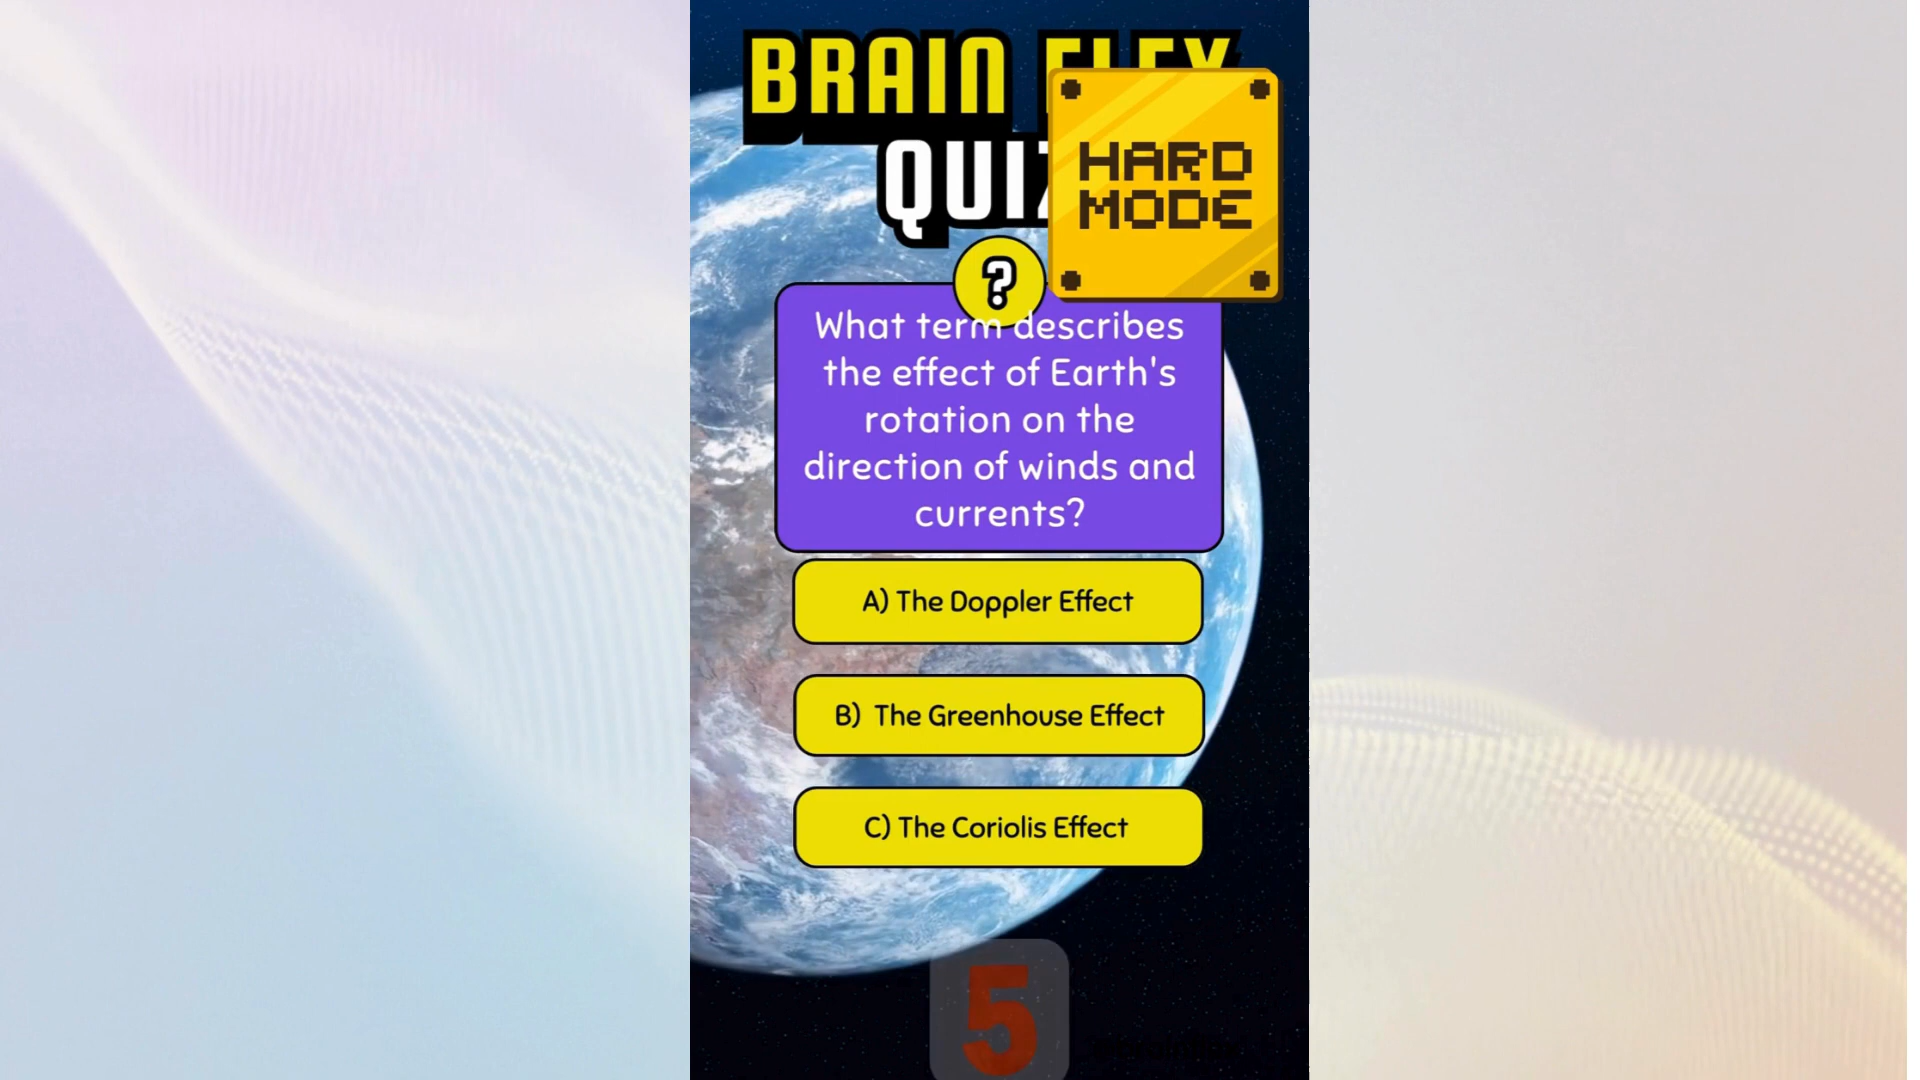 BRAIN
QUI
HARD
MODE
?
What term describes
the effect of Earth's
rotation on the
direction of winds and
currents?
A) The Doppler Effect
B) The Greenhouse Effect
C) The Coriolis Effect
5